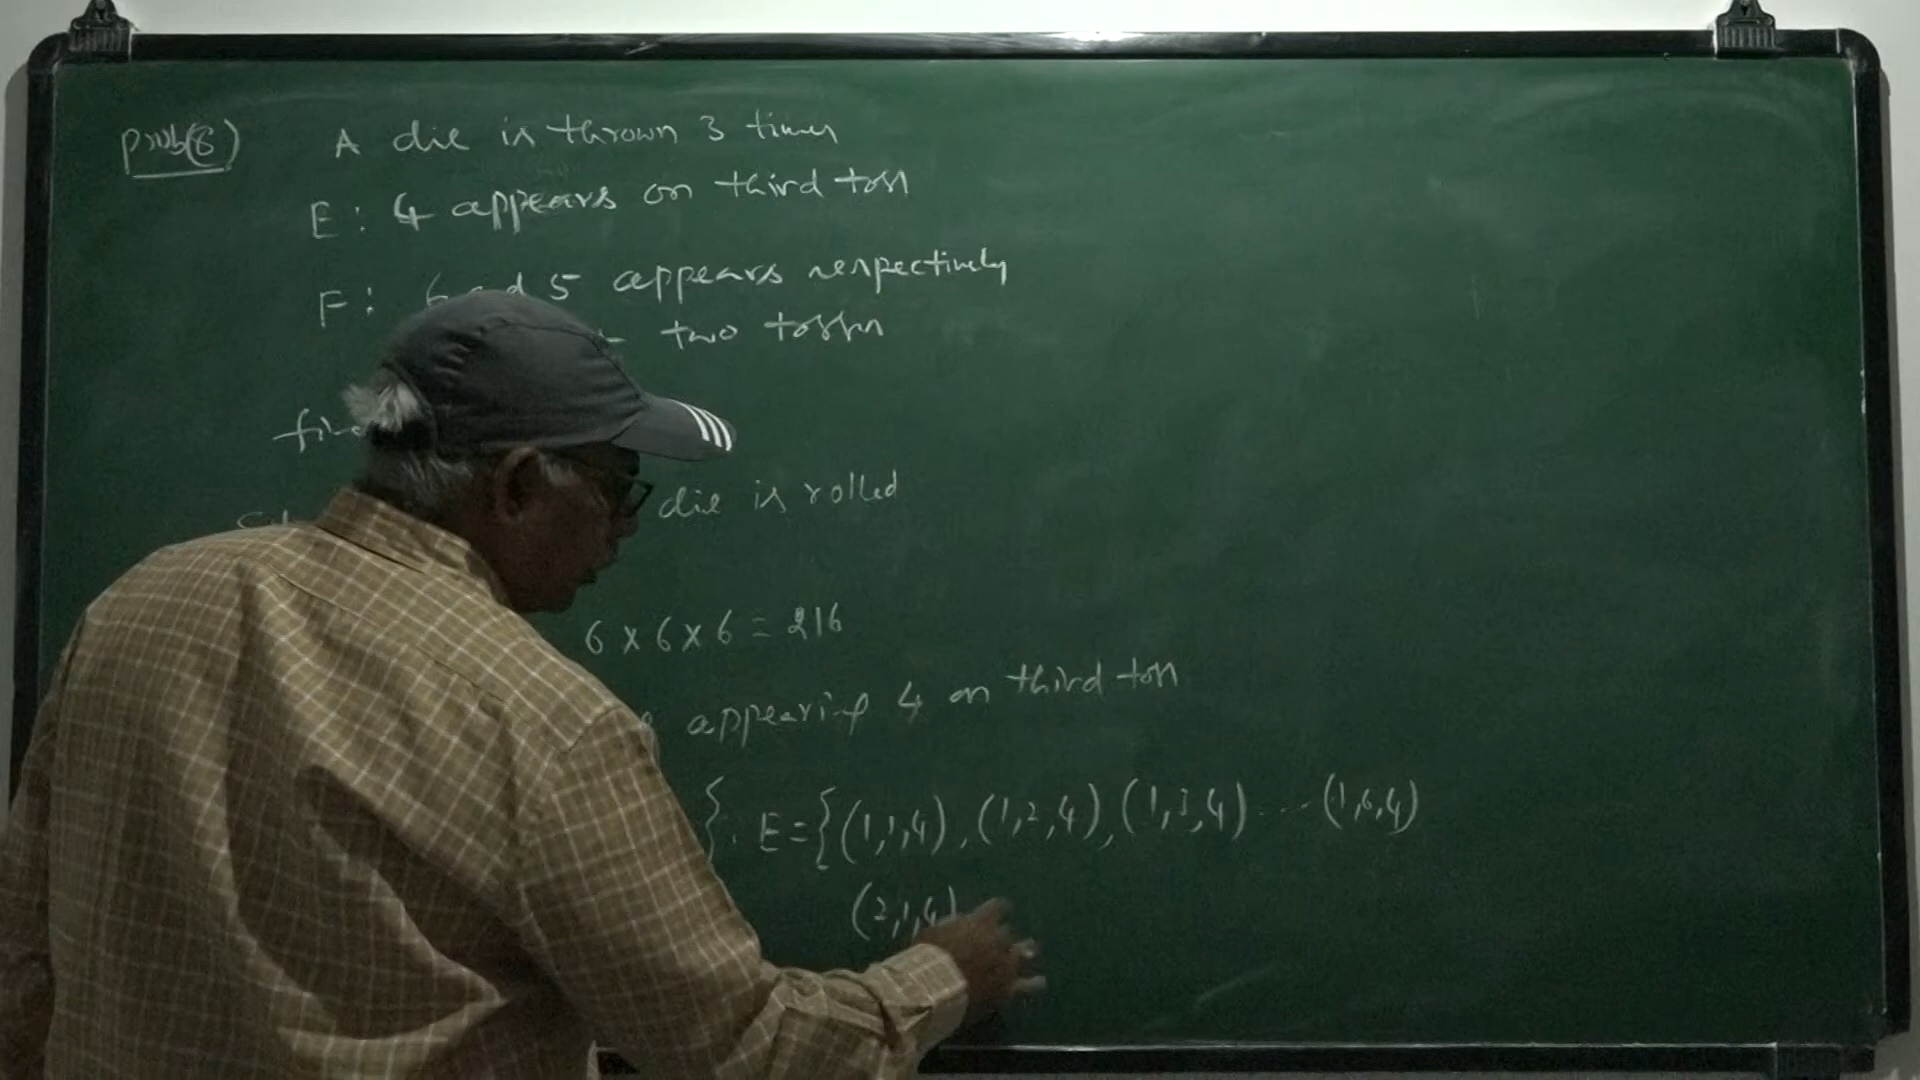 prob(8) A die is thrown 3 times
E: 4 appears on third toss
F: 6 and 5 appears respectively
two tosses
die is rolled
6 x 6 x 6 = 216
appearing 4 on third toss
}. E={(1,1,4), (1,2,4), (1,3,4) ... (1,6,4)
(2,1,4)